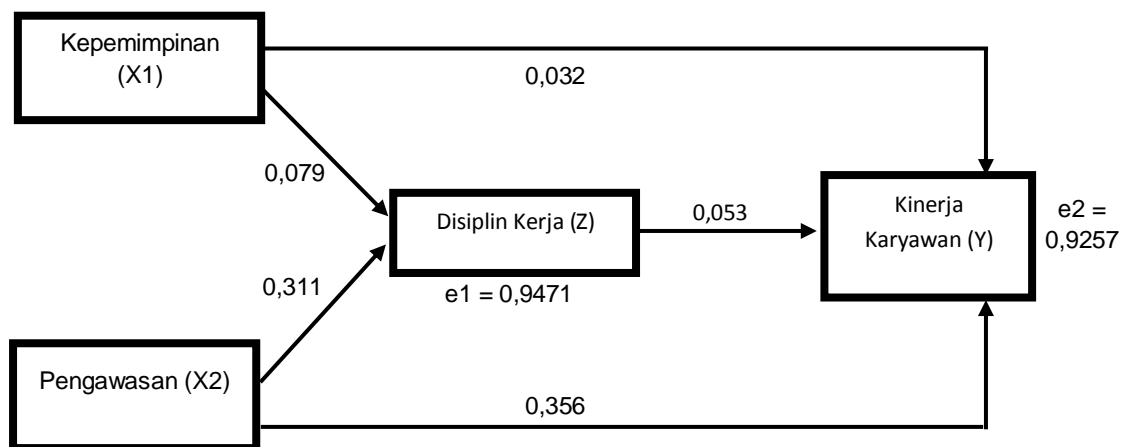 Kepemimpinan
(X1)
0,032
0,079
Disiplin Kerja (Z)
0,053
Kinerja
Karyawan (Y)
e2 =
0,9257
0,311
e1 = 0,9471
Pengawasan (X2)
0,356